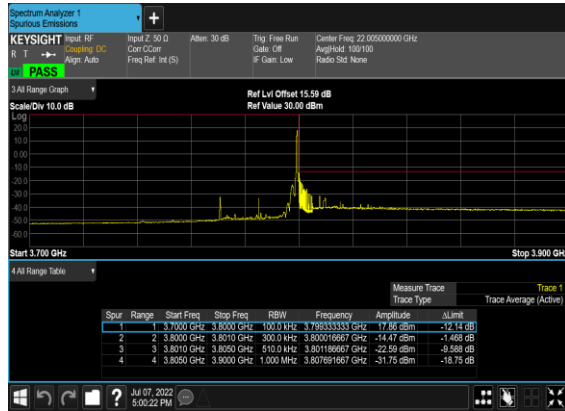 Spectrum Analyzer 1
Spurious Emissions
+
KEYSIGHT Input: RF Input Z: 50 Ω Atten: 30 dB Trig: Free Run Center Freq: 22.005000000 GHz
R T Coupling: DC Corr CCorr Gate: Off Avg|Hold: 100/100
Align: Auto Freq Ref: Int (S) IF Gain: Low Radio Std: None
PASS
3 All Range Graph
Ref Lvl Offset 15.59 dB
Scale/Div 10.0 dB Ref Value 30.00 dBm
Log
20.0
10.0
0.00
-10.0
-20.0
-30.0
-40.0
-50.0
-60.0
Start 3.700 GHz Stop 3.900 GH
4 All Range Table
Measure Trace Trace 1
Trace Type Trace Average (Active)
Spur Range Start Freq Stop Freq RBW Frequency Amplitude ΔLimit
1 1 3.7000 GHz 3.8000 GHz 100.0 kHz 3.799333333 GHz 17.86 dBm -12.14 dB
2 2 3.8000 GHz 3.8010 GHz 300.0 kHz 3.800016667 GHz -14.47 dBm -1.468 dB
3 3 3.8010 GHz 3.8050 GHz 510.0 kHz 3.801186667 GHz -22.59 dBm -9.588 dB
4 4 3.8050 GHz 3.9000 GHz 1.000 MHz 3.807691667 GHz -31.75 dBm -18.75 dB
? Jul 07, 2022
5:00:22 PM